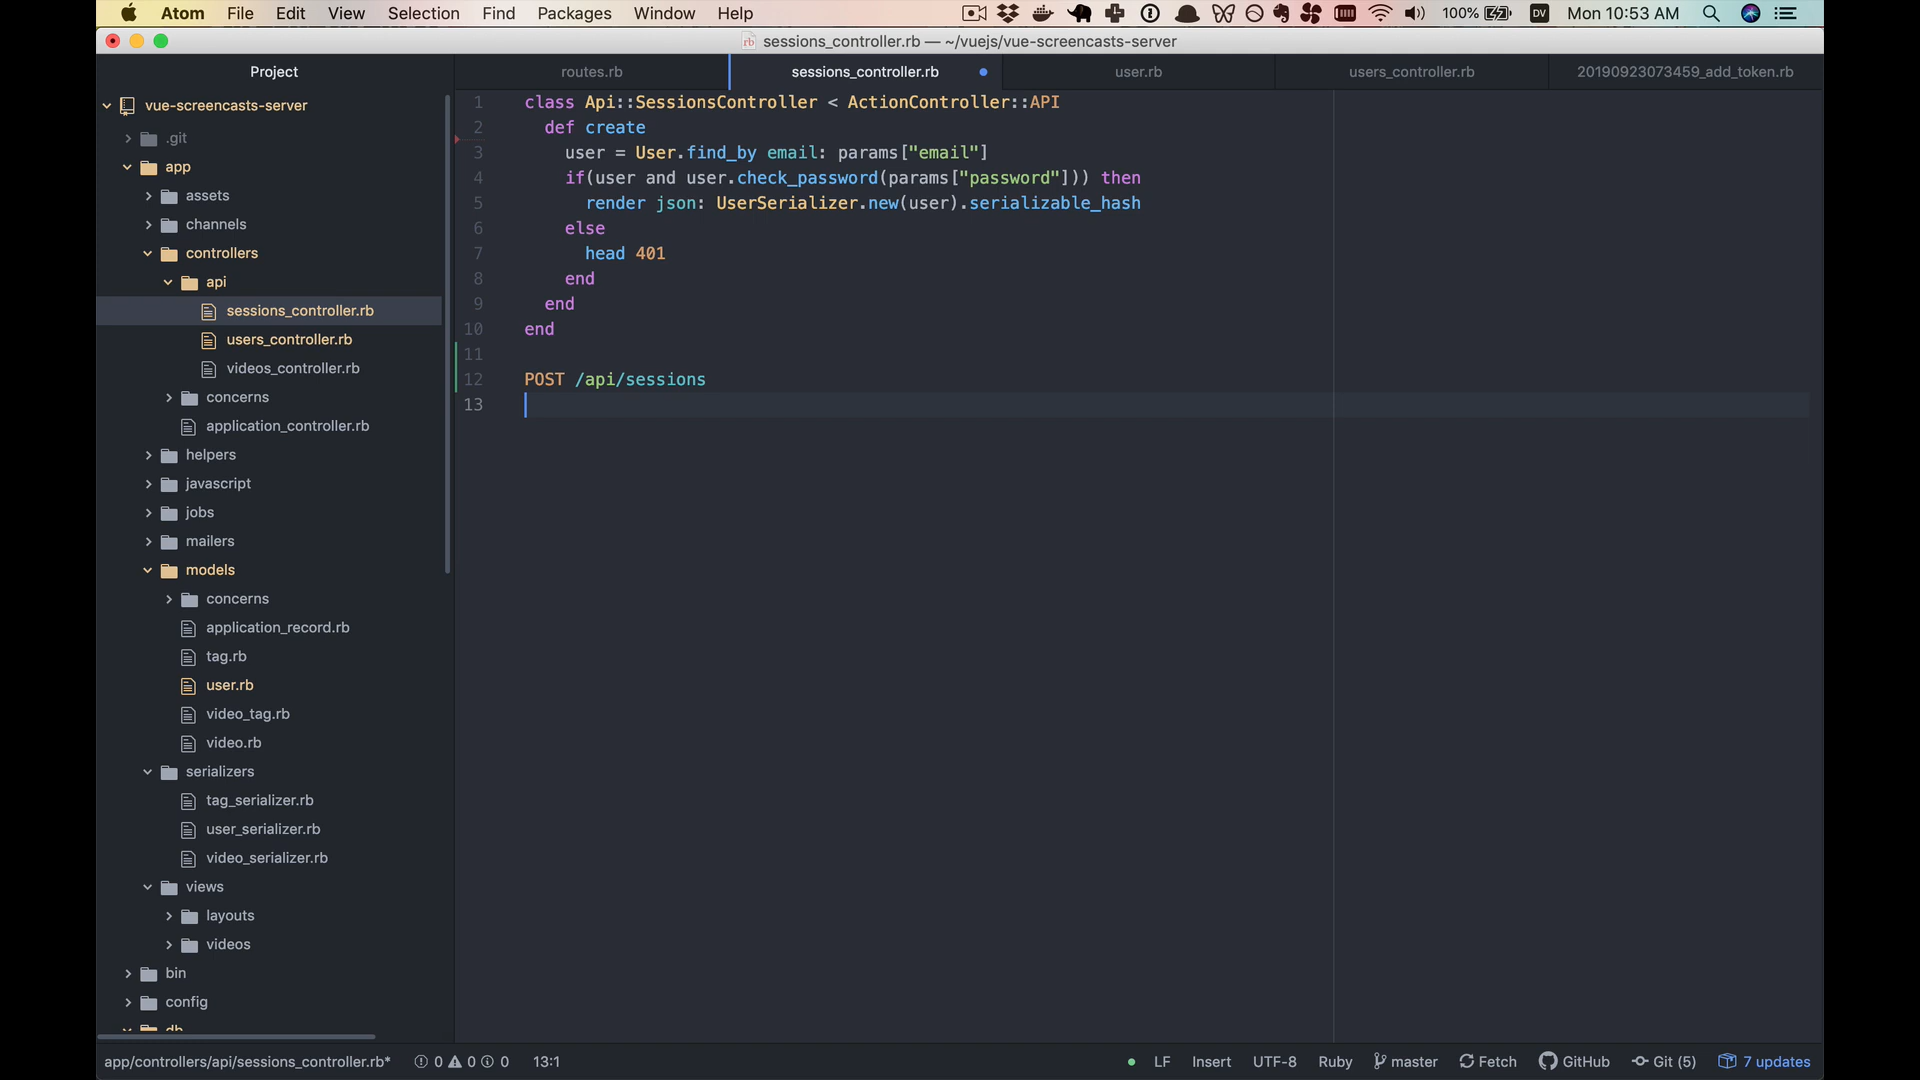 Atom File Edit View Selection Find Packages Window Help 100% DV Mon 10:53 AM
sessions_controller.rb — ~/vuejs/vue-screencasts-server
Project
routes.rb sessions_controller.rb user.rb users_controller.rb 20190923073459_add_token.rb
vue-screencasts-server
.git
app
assets
channels
controllers
api
sessions_controller.rb
users_controller.rb
videos_controller.rb
concerns
application_controller.rb
helpers
javascript
jobs
mailers
models
concerns
application_record.rb
tag.rb
user.rb
video_tag.rb
video.rb
serializers
tag_serializer.rb
user_serializer.rb
video_serializer.rb
views
layouts
videos
bin
config
db
1 class Api::SessionsController < ActionController::API
2 def create
3 user = User.find_by email: params["email"]
4 if(user and user.check_password(params["password"])) then
5 render json: UserSerializer.new(user).serializable_hash
6 else
7 head 401
8 end
9 end
10 end
11
12 POST /api/sessions
13
app/controllers/api/sessions_controller.rb* 0 0 0 13:1 LF Insert UTF-8 Ruby master Fetch GitHub Git (5) 7 updates